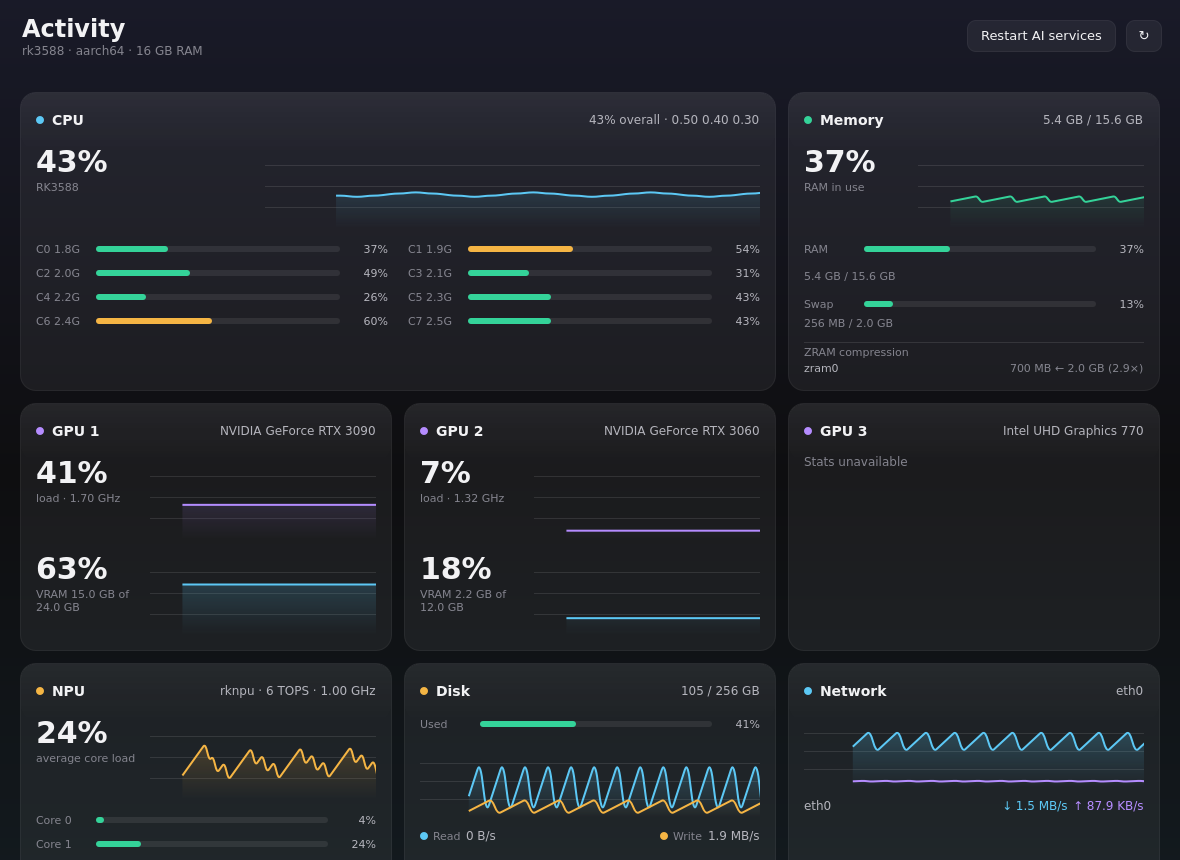 Activity
rk3588 · aarch64 · 16 GB RAM
Restart AI services
↻
CPU
43% overall · 0.50 0.40 0.30
43%
RK3588
C0 1.8G 37%
C1 1.9G 54%
C2 2.0G 49%
C3 2.1G 31%
C4 2.2G 26%
C5 2.3G 43%
C6 2.4G 60%
C7 2.5G 43%
Memory
5.4 GB / 15.6 GB
37%
RAM in use
RAM 37%
5.4 GB / 15.6 GB
Swap 13%
256 MB / 2.0 GB
ZRAM compression
zram0 700 MB ← 2.0 GB (2.9×)
GPU 1
NVIDIA GeForce RTX 3090
41%
load · 1.70 GHz
63%
VRAM 15.0 GB of
24.0 GB
GPU 2
NVIDIA GeForce RTX 3060
7%
load · 1.32 GHz
18%
VRAM 2.2 GB of
12.0 GB
GPU 3
Intel UHD Graphics 770
Stats unavailable
NPU
rknpu · 6 TOPS · 1.00 GHz
24%
average core load
Core 0 4%
Core 1 24%
Disk
105 / 256 GB
Used 41%
Read 0 B/s
Write 1.9 MB/s
Network
eth0
eth0 ↓ 1.5 MB/s ↑ 87.9 KB/s